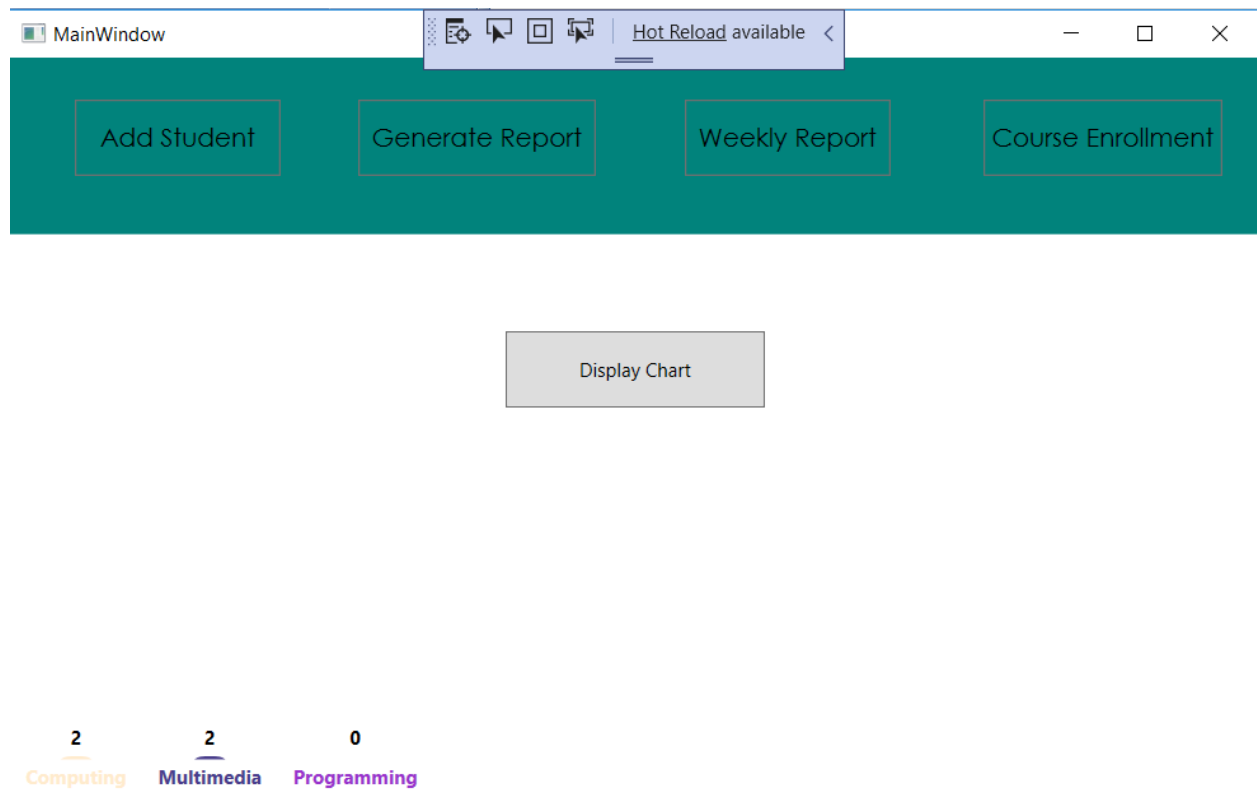 MainWindow
Hot Reload available
Add Student
Generate Report
Weekly Report
Course Enrollment
Display Chart
2 2 0
Computing Multimedia Programming